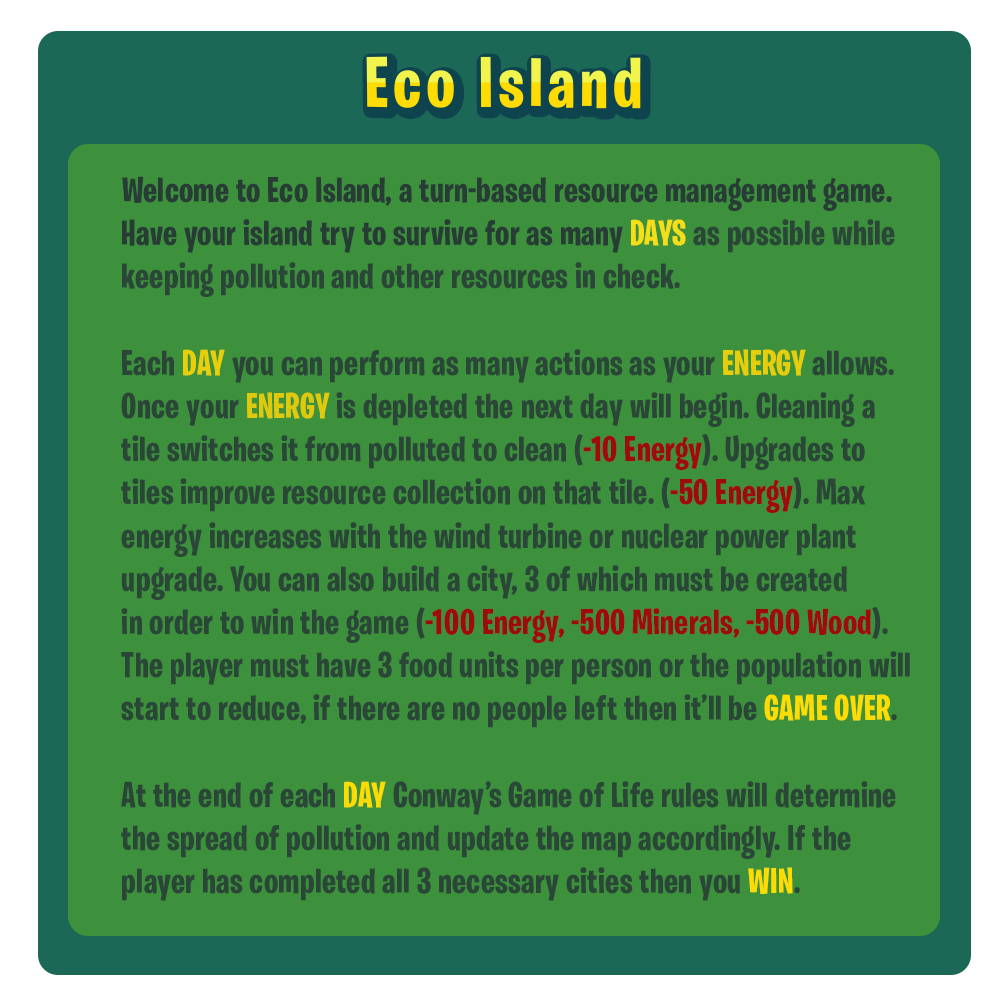 Eco Island
Welcome to Eco Island, a turn-based resource management game.
Have your island try to survive for as many DAYS as possible while
keeping pollution and other resources in check.
Each DAY you can perform as many actions as your ENERGY allows.
Once your ENERGY is depleted the next day will begin. Cleaning a
tile switches it from polluted to clean (-10 Energy). Upgrades to
tiles improve resource collection on that tile. (-50 Energy). Max
energy increases with the wind turbine or nuclear power plant
upgrade. You can also build a city, 3 of which must be created
in order to win the game (-100 Energy, -500 Minerals, -500 Wood).
The player must have 3 food units per person or the population will
start to reduce, if there are no people left then it’ll be GAME OVER.
At the end of each DAY Conway’s Game of Life rules will determine
the spread of pollution and update the map accordingly. If the
player has completed all 3 necessary cities then you WIN.